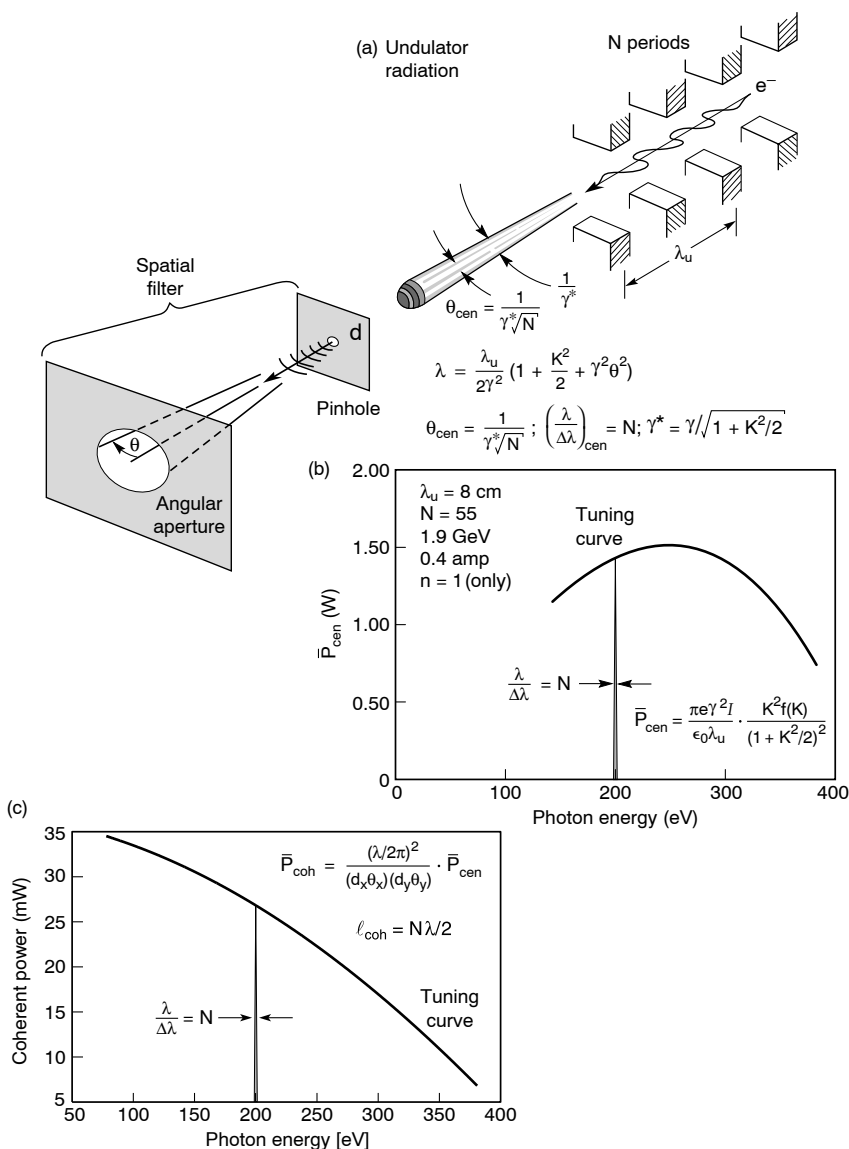 (a) Undulator
radiation
N periods
e⁻
λu
1/γ*
θcen = 1/(γ*√N)
Spatial
filter
d
Pinhole
θ
Angular
aperture
λ = λu/2γ² (1 + K²/2 + γ²θ²)
θcen = 1/(γ*√N) ; (λ/Δλ)cen = N; γ* = γ/√(1 + K²/2)
(b)
2.00
1.50
1.00
0.50
0
P̄cen (W)
λu = 8 cm
N = 55
1.9 GeV
0.4 amp
n = 1 (only)
Tuning
curve
λ/Δλ = N
P̄cen = πeγ²I/ϵ₀λu · K²f(K)/(1 + K²/2)²
0 100 200 300 400
Photon energy (eV)
(c)
35
30
25
20
15
10
5
Coherent power (mW)
P̄coh = (λ/2π)²/(dxθx)(dyθy) · P̄cen
ℓcoh = Nλ/2
λ/Δλ = N
Tuning
curve
50 100 150 200 250 300 350 400
Photon energy [eV]